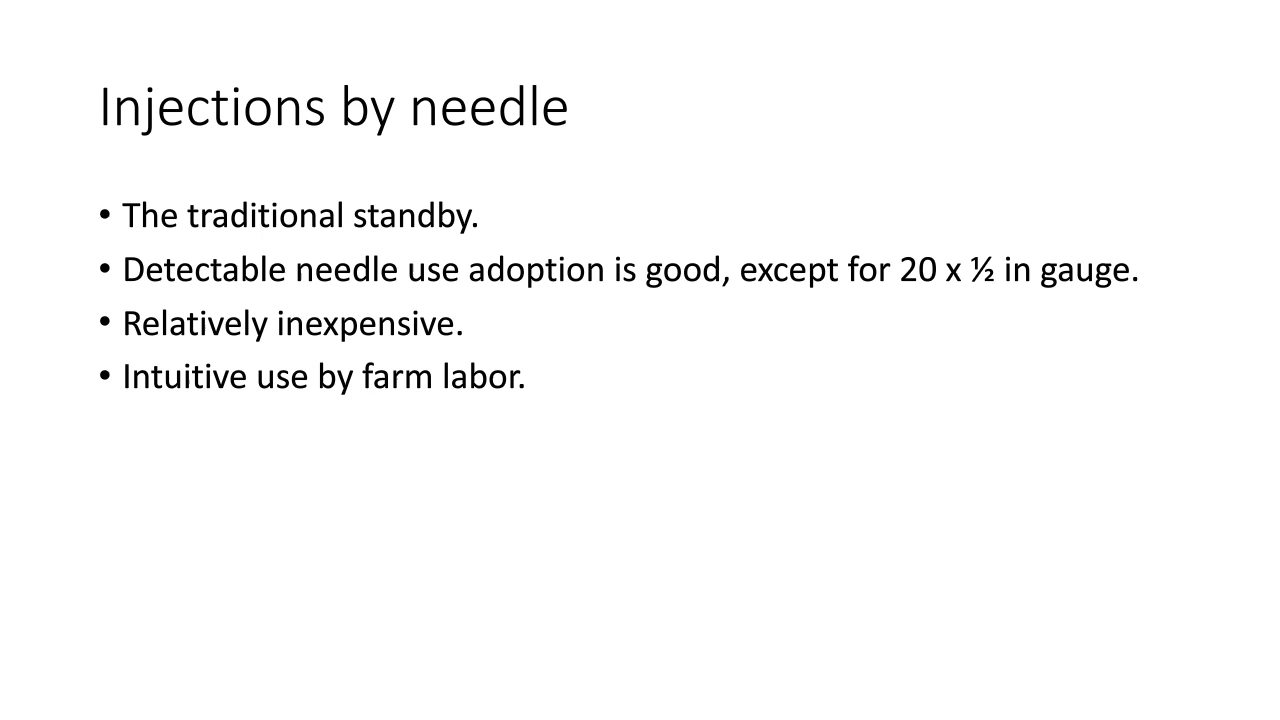 Injections by needle
• The traditional standby.
• Detectable needle use adoption is good, except for 20 x ½ in gauge.
• Relatively inexpensive.
• Intuitive use by farm labor.